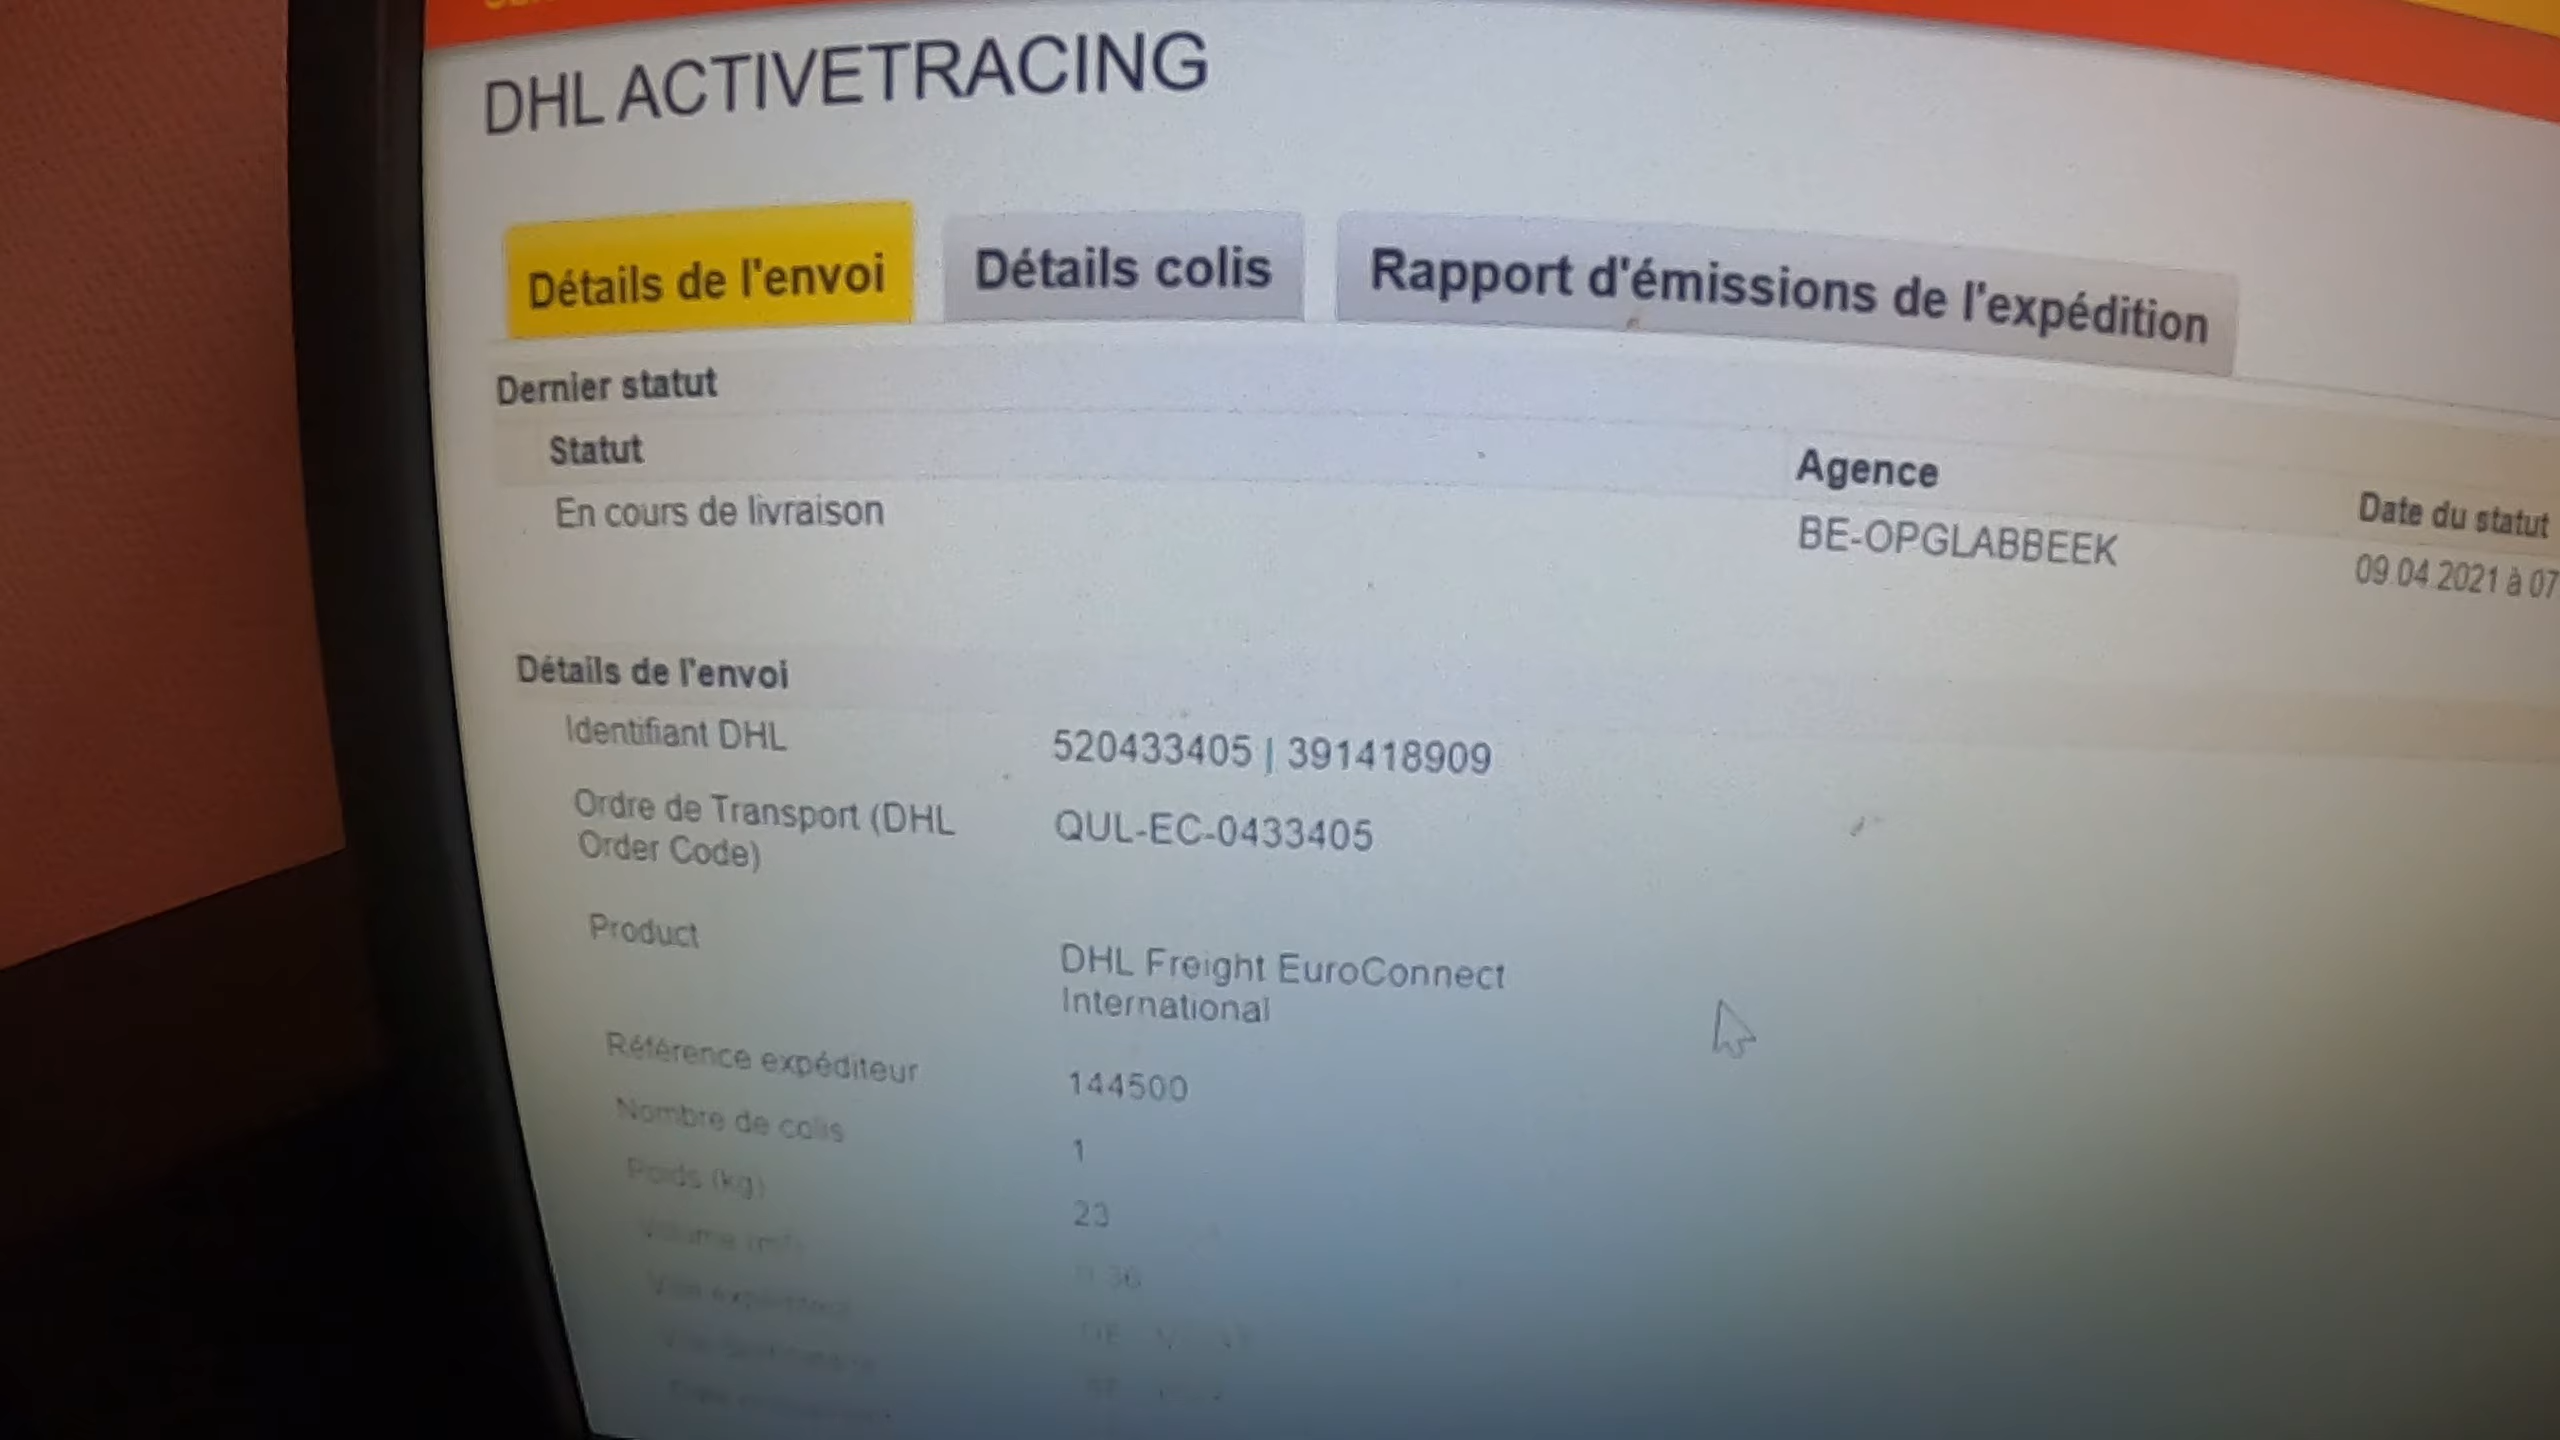 DHL ACTIVETRACING
Détails de l'envoi
Détails colis
Rapport d'émissions de l'expédition
Dernier statut
Statut
Agence
Date du statut
En cours de livraison
BE-OPGLABBEEK
09.04.2021 à 07
Détails de l'envoi
Identifiant DHL
520433405 | 391418909
Ordre de Transport (DHL
Order Code)
QUL-EC-0433405
Product
DHL Freight EuroConnect
International
Référence expéditeur
144500
Nombre de colis
1
Poids (kg)
23